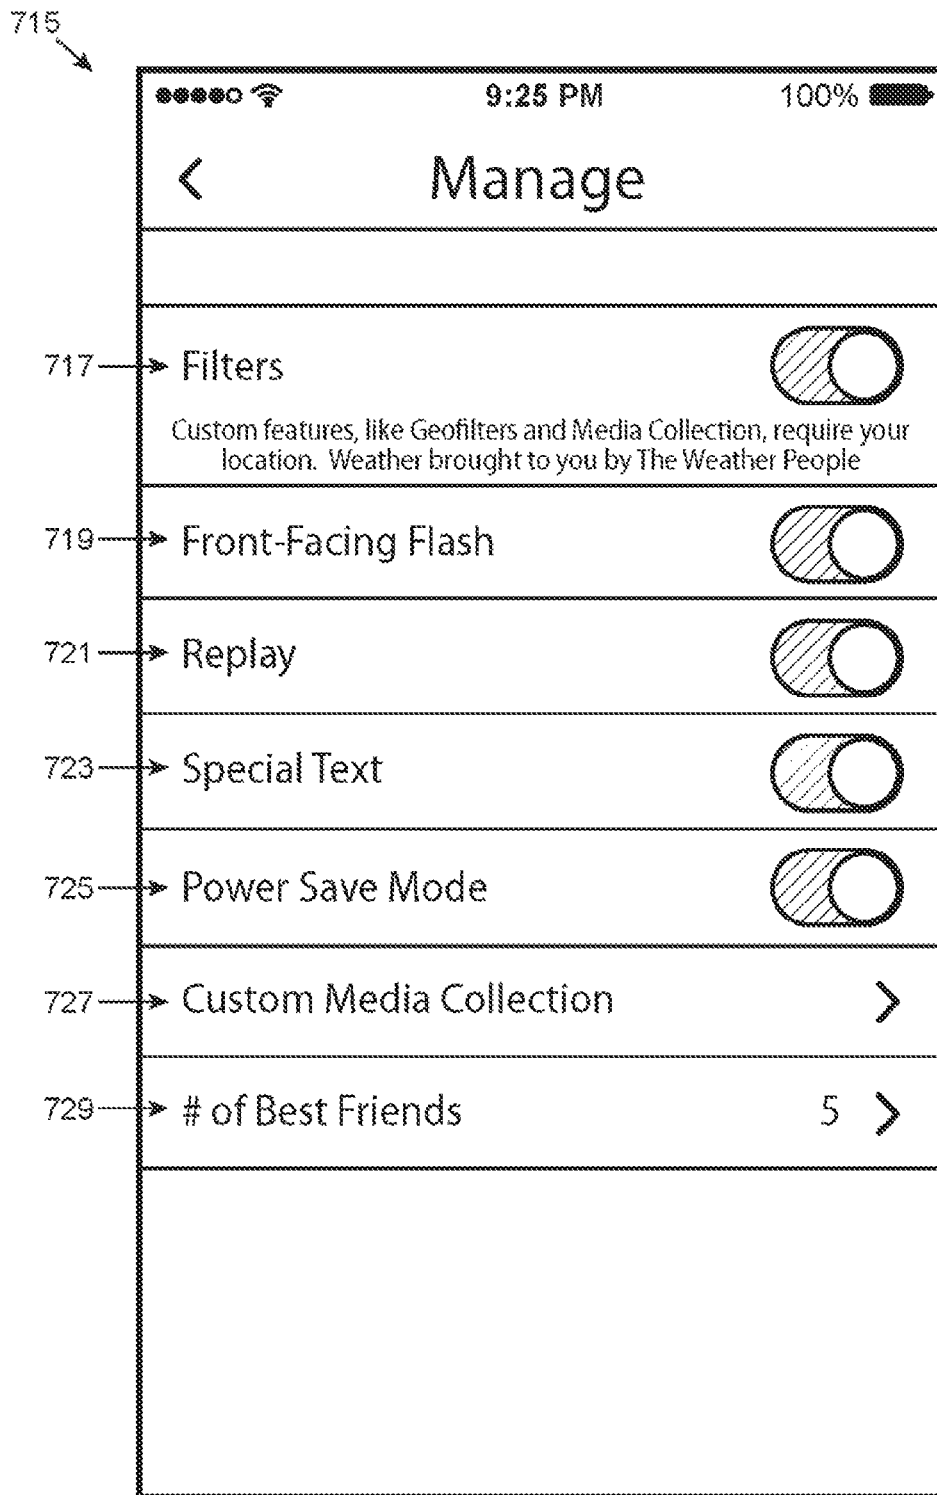 715
9:25 PM 100%
Manage
717 Filters
Custom features, like Geofilters and Media Collection, require your
location. Weather brought to you by The Weather People
719 Front-Facing Flash
721 Replay
723 Special Text
725 Power Save Mode
727 Custom Media Collection
729 # of Best Friends 5